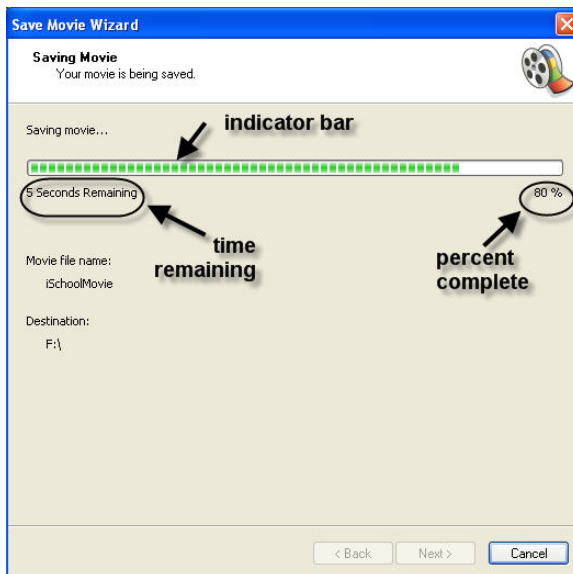 Save Movie Wizard
Saving Movie
Your movie is being saved.
Saving movie...
indicator bar
5 Seconds Remaining
80 %
time
remaining
percent
complete
Movie file name:
iSchoolMovie
Destination:
F:\
< Back
Next >
Cancel